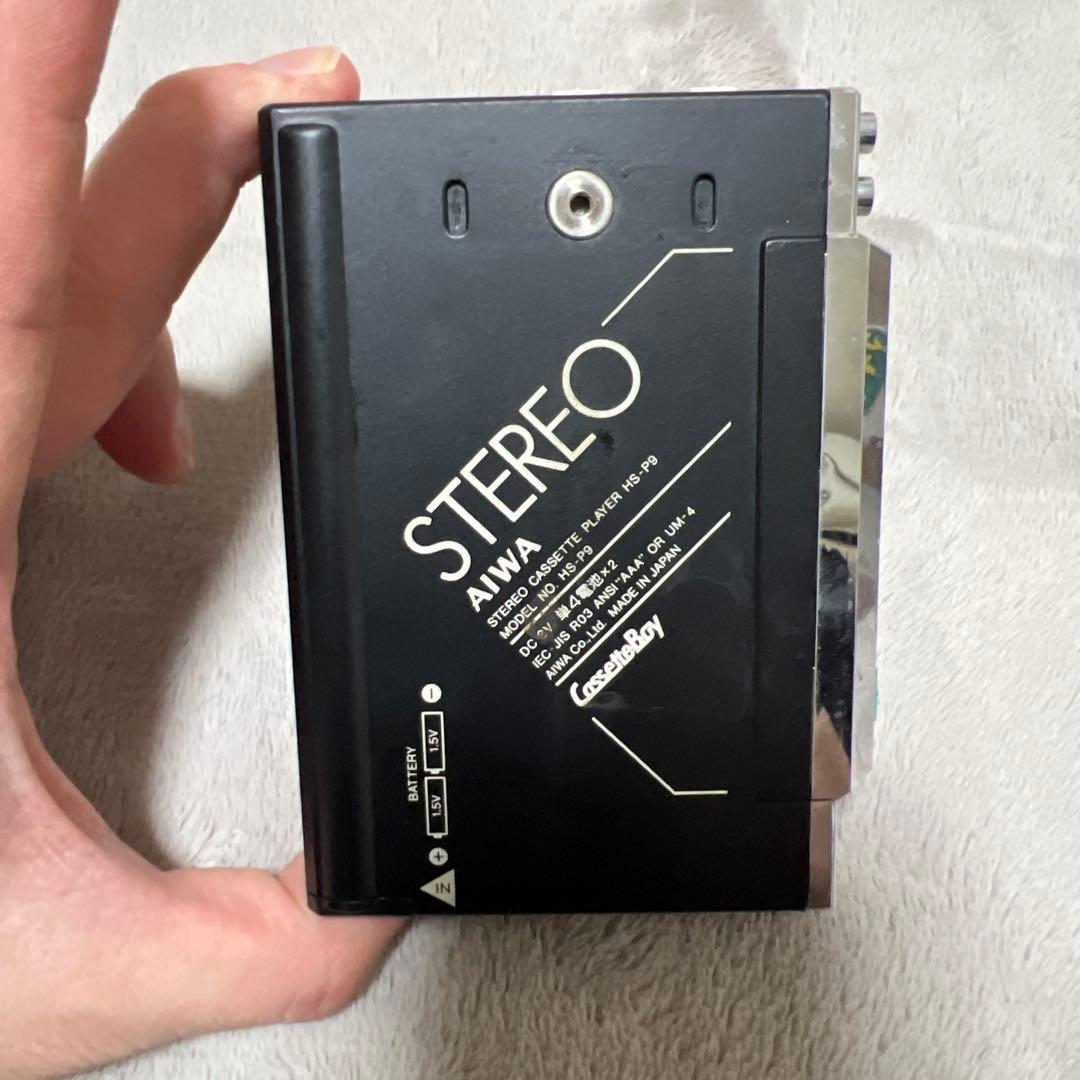 STEREO
AIWA
STEREO CASSETTE PLAYER HS-P9
MODEL NO. HS-P9
DC 3V 単4電池×2
IEC·JIS R03 ANSI "AAA" OR UM-4
AIWA Co., Ltd. MADE IN JAPAN
CassetteBoy
BATTERY
+ 1.5V 1.5V -
IN